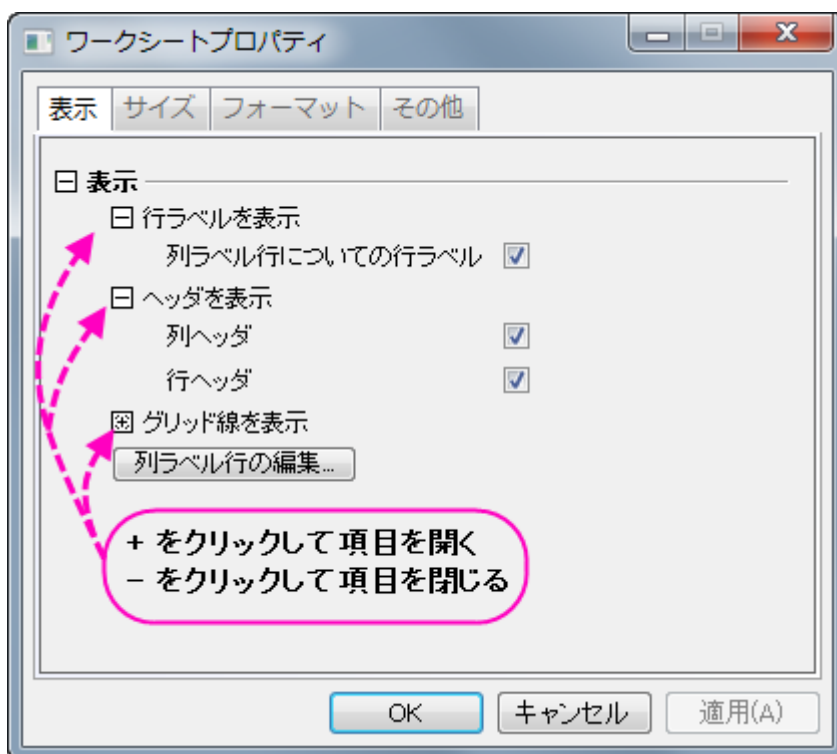 ワークシートプロパティ
表示 サイズ フォーマット その他
表示
行ラベルを表示
列ラベル行についての行ラベル
ヘッダを表示
列ヘッダ
行ヘッダ
グリッド線を表示
列ラベル行の編集...
+ をクリックして項目を開く
− をクリックして項目を閉じる
OK キャンセル 適用(A)